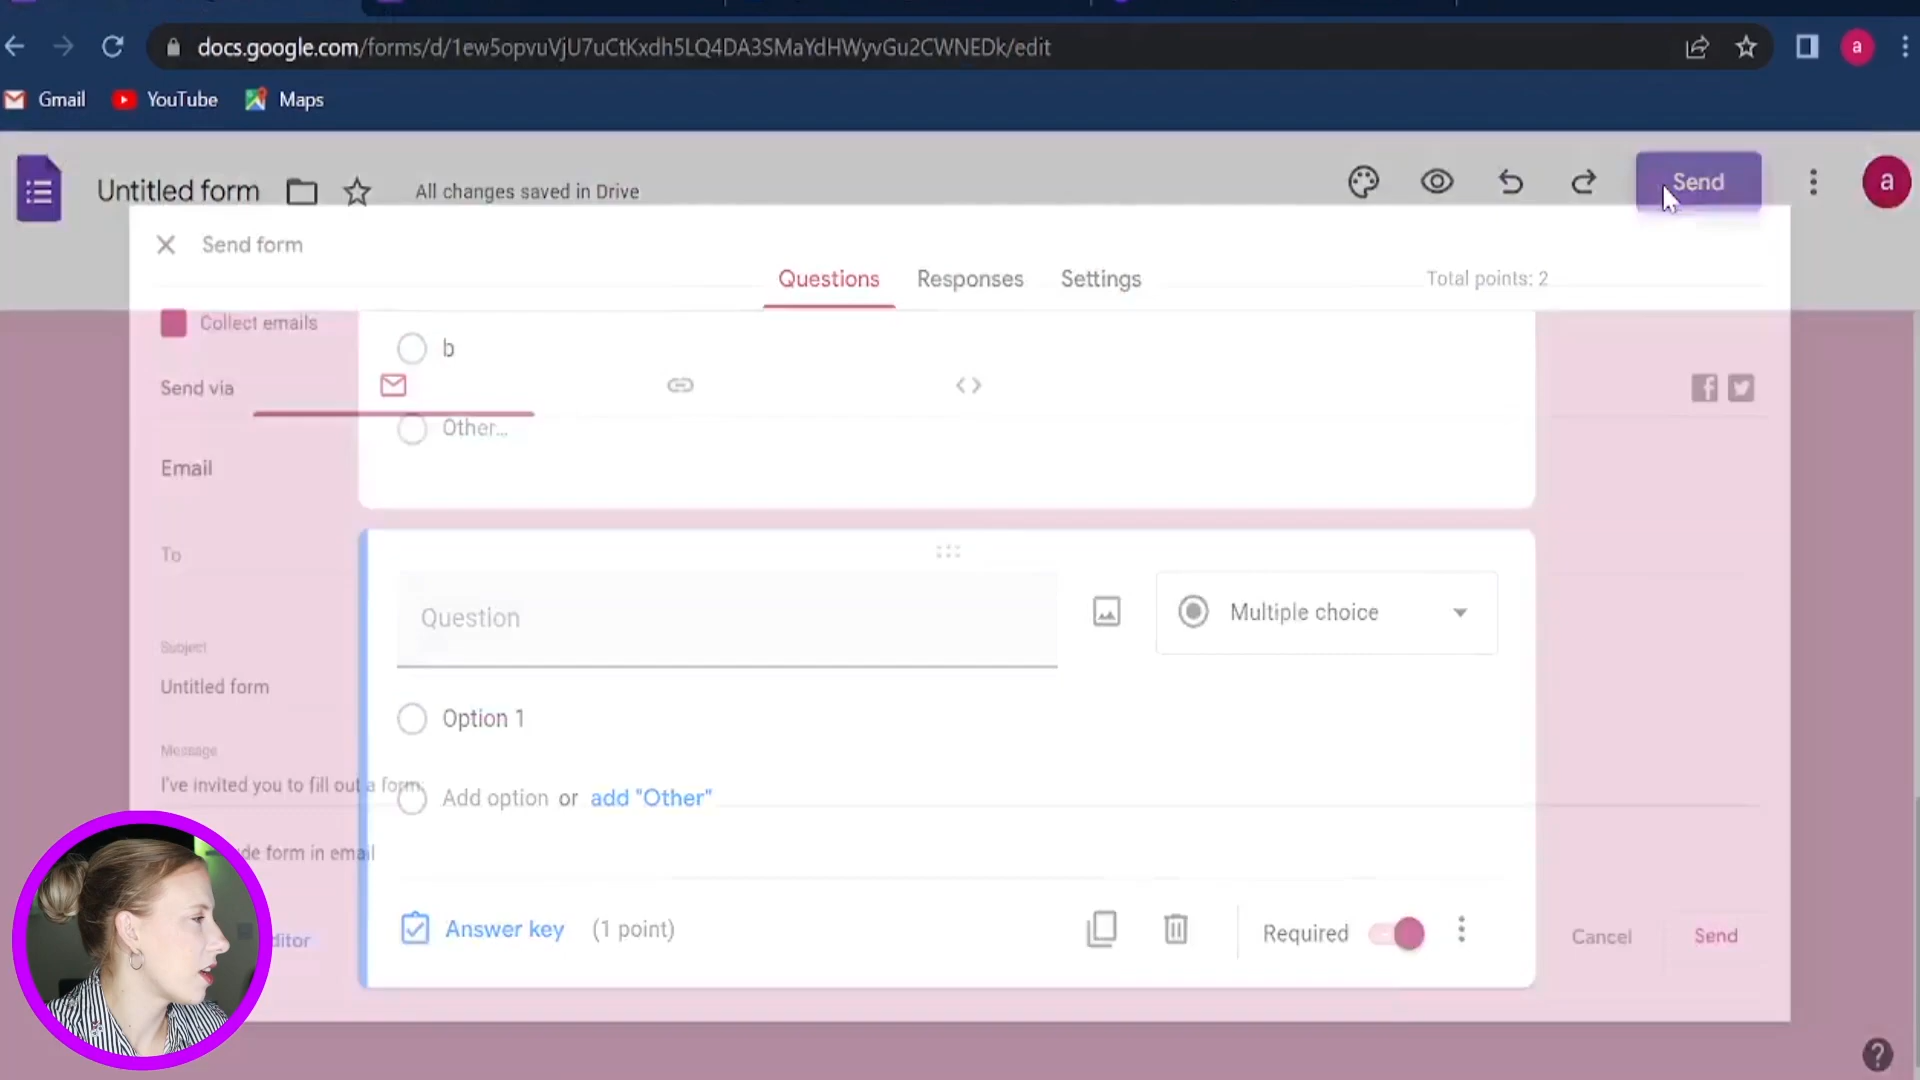 docs.google.com/forms/d/1ew5opvuVjU7uCtKxdh5LQ4DA3SMaYdHWyvGu2CWNEDk/edit
a
Gmail
YouTube
Maps
Untitled form
All changes saved in Drive
Send
a
Send form
Questions
Responses
Settings
Total points: 2
Collect emails
b
Send via
Other...
Email
To
Question
Multiple choice
Subject
Untitled form
Option 1
Message
I've invited you to fill out a form:
Add option or add "Other"
form in email
Answer key (1 point)
Required
Cancel
Send